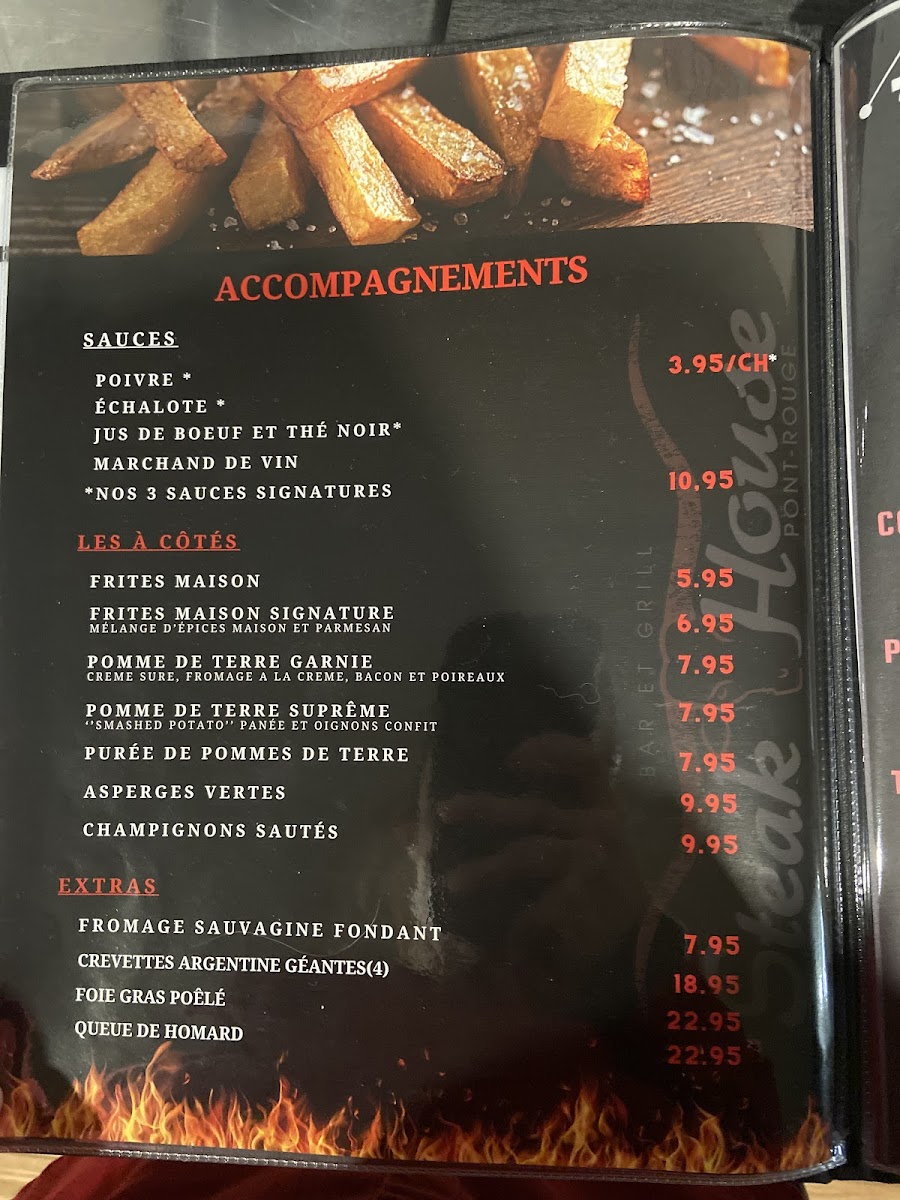 ACCOMPAGNEMENTS
SAUCES
3.95/CH*
POIVRE *
ÉCHALOTE *
JUS DE BOEUF ET THÉ NOIR*
MARCHAND DE VIN
*NOS 3 SAUCES SIGNATURES 10.95
LES À CÔTÉS
FRITES MAISON 5.95
FRITES MAISON SIGNATURE 6.95
MÉLANGE D'ÉPICES MAISON ET PARMESAN
POMME DE TERRE GARNIE 7.95
CREME SURE, FROMAGE A LA CREME, BACON ET POIREAUX
POMME DE TERRE SUPRÊME 7.95
‘‘SMASHED POTATO’’ PANÉE ET OIGNONS CONFIT
PURÉE DE POMMES DE TERRE 7.95
ASPERGES VERTES 9.95
CHAMPIGNONS SAUTÉS 9.95
EXTRAS
FROMAGE SAUVAGINE FONDANT 7.95
CREVETTES ARGENTINE GÉANTES(4) 18.95
FOIE GRAS POÊLÉ 22.95
QUEUE DE HOMARD 22.95
BAR ET GRILL
Steak House
PONT-ROUGE